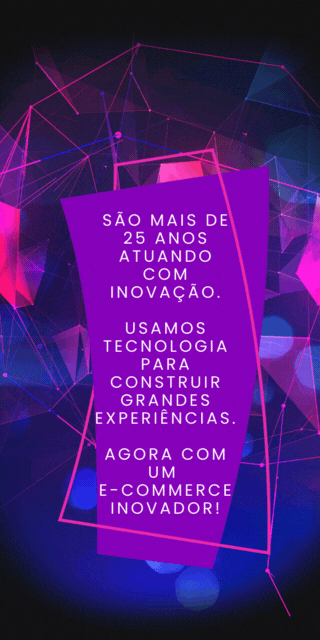 SÃO MAIS DE
25 ANOS
ATUANDO
COM
INOVAÇÃO.
USAMOS
TECNOLOGIA
PARA
CONSTRUIR
GRANDES
EXPERIÊNCIAS.
AGORA COM
UM
E-COMMERCE
INOVADOR!